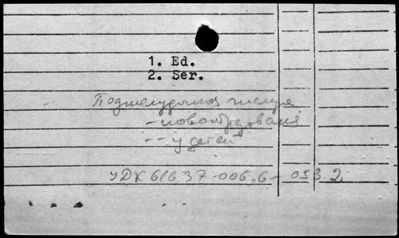 1. Ed.
2. Ser.
Поджелудочная железа
- новообразования
- - у детей
УДК 616.37-006.6-053.2